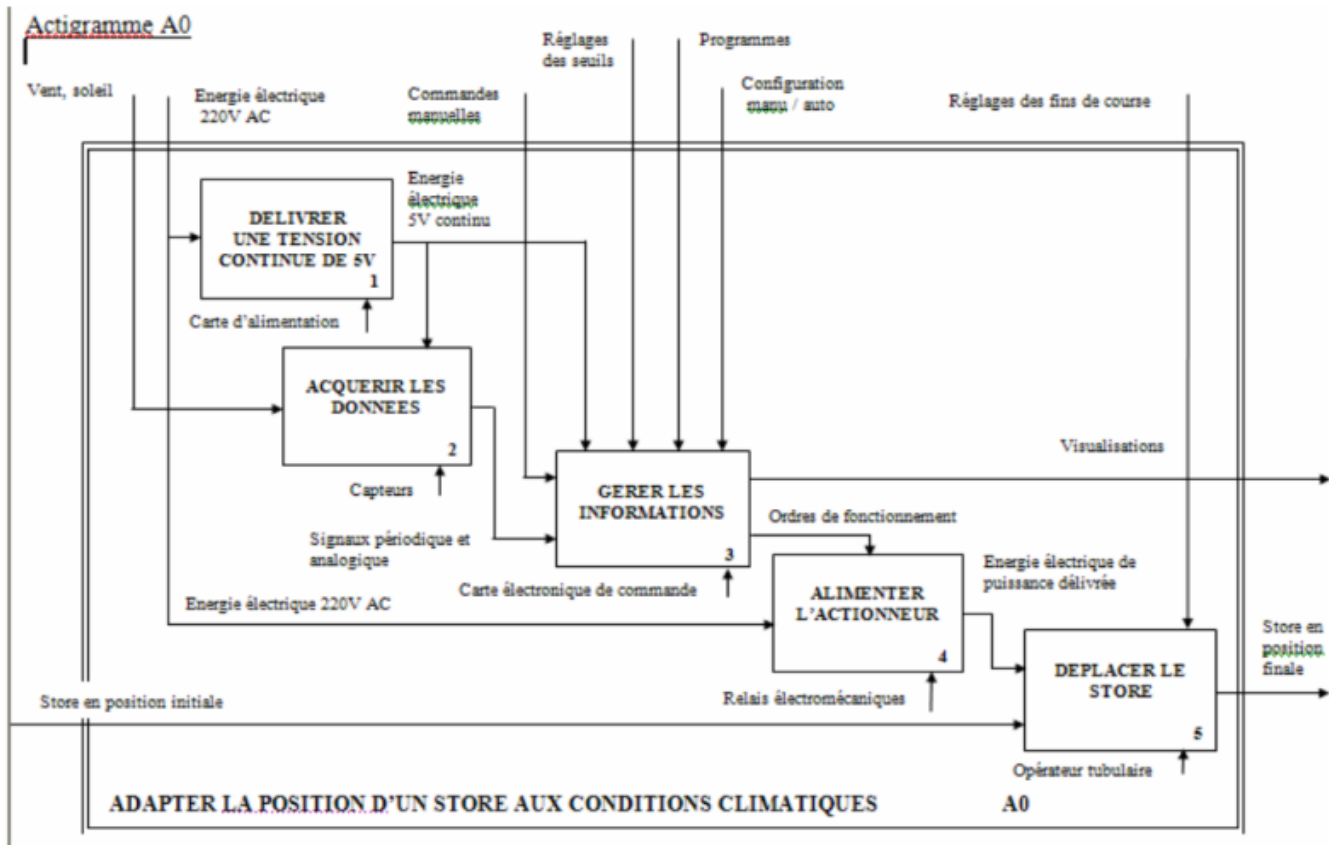 Actigramme A0
Vent, soleil
Energie électrique
220V AC
Commandes
manuelles
Réglages
des seuils
Programmes
Configuration
manu / auto
Réglages des fins de course
DELIVRER
UNE TENSION
CONTINUE DE 5V
1
Energie
électrique
5V continu
Carte d'alimentation
ACQUERIR LES
DONNEES
2
Capteurs
Signaux périodique et
analogique
GERER LES
INFORMATIONS
3
Visualisations
Ordres de fonctionnement
Carte électronique de commande
Energie électrique 220V AC
ALIMENTER
L'ACTIONNEUR
4
Energie électrique de
puissance délivrée
Relais électromécaniques
Store en position initiale
DEPLACER LE
STORE
5
Store en
position
finale
Opérateur tubulaire
ADAPTER LA POSITION D'UN STORE AUX CONDITIONS CLIMATIQUES A0